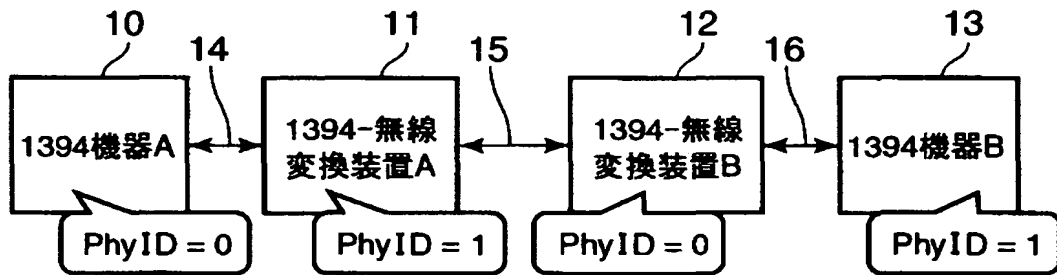 10
11
12
13
14
15
16
1394機器A
1394-無線
変換装置A
1394-無線
変換装置B
1394機器B
PhyID = 0
PhyID = 1
PhyID = 0
PhyID = 1